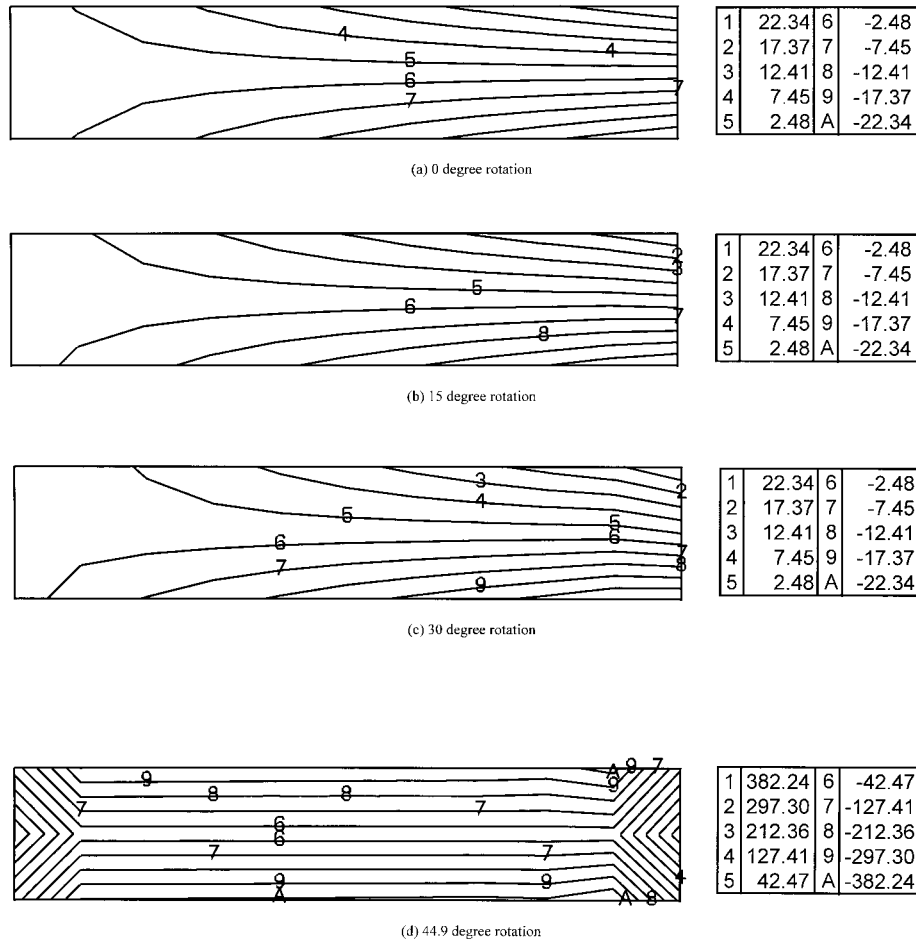 4
4
5
6
7
7
1 22.34 6 -2.48
2 17.37 7 -7.45
3 12.41 8 -12.41
4 7.45 9 -17.37
5 2.48 A -22.34
(a) 0 degree rotation
2
3
5
6
7
8
1 22.34 6 -2.48
2 17.37 7 -7.45
3 12.41 8 -12.41
4 7.45 9 -17.37
5 2.48 A -22.34
(b) 15 degree rotation
3
2
4
5
5
6
6
7
7
8
9
1 22.34 6 -2.48
2 17.37 7 -7.45
3 12.41 8 -12.41
4 7.45 9 -17.37
5 2.48 A -22.34
(c) 30 degree rotation
9 7
9 A
8 8 9
7 7
6
6
7 7
9 9 4
A A 8
1 382.24 6 -42.47
2 297.30 7 -127.41
3 212.36 8 -212.36
4 127.41 9 -297.30
5 42.47 A -382.24
(d) 44.9 degree rotation